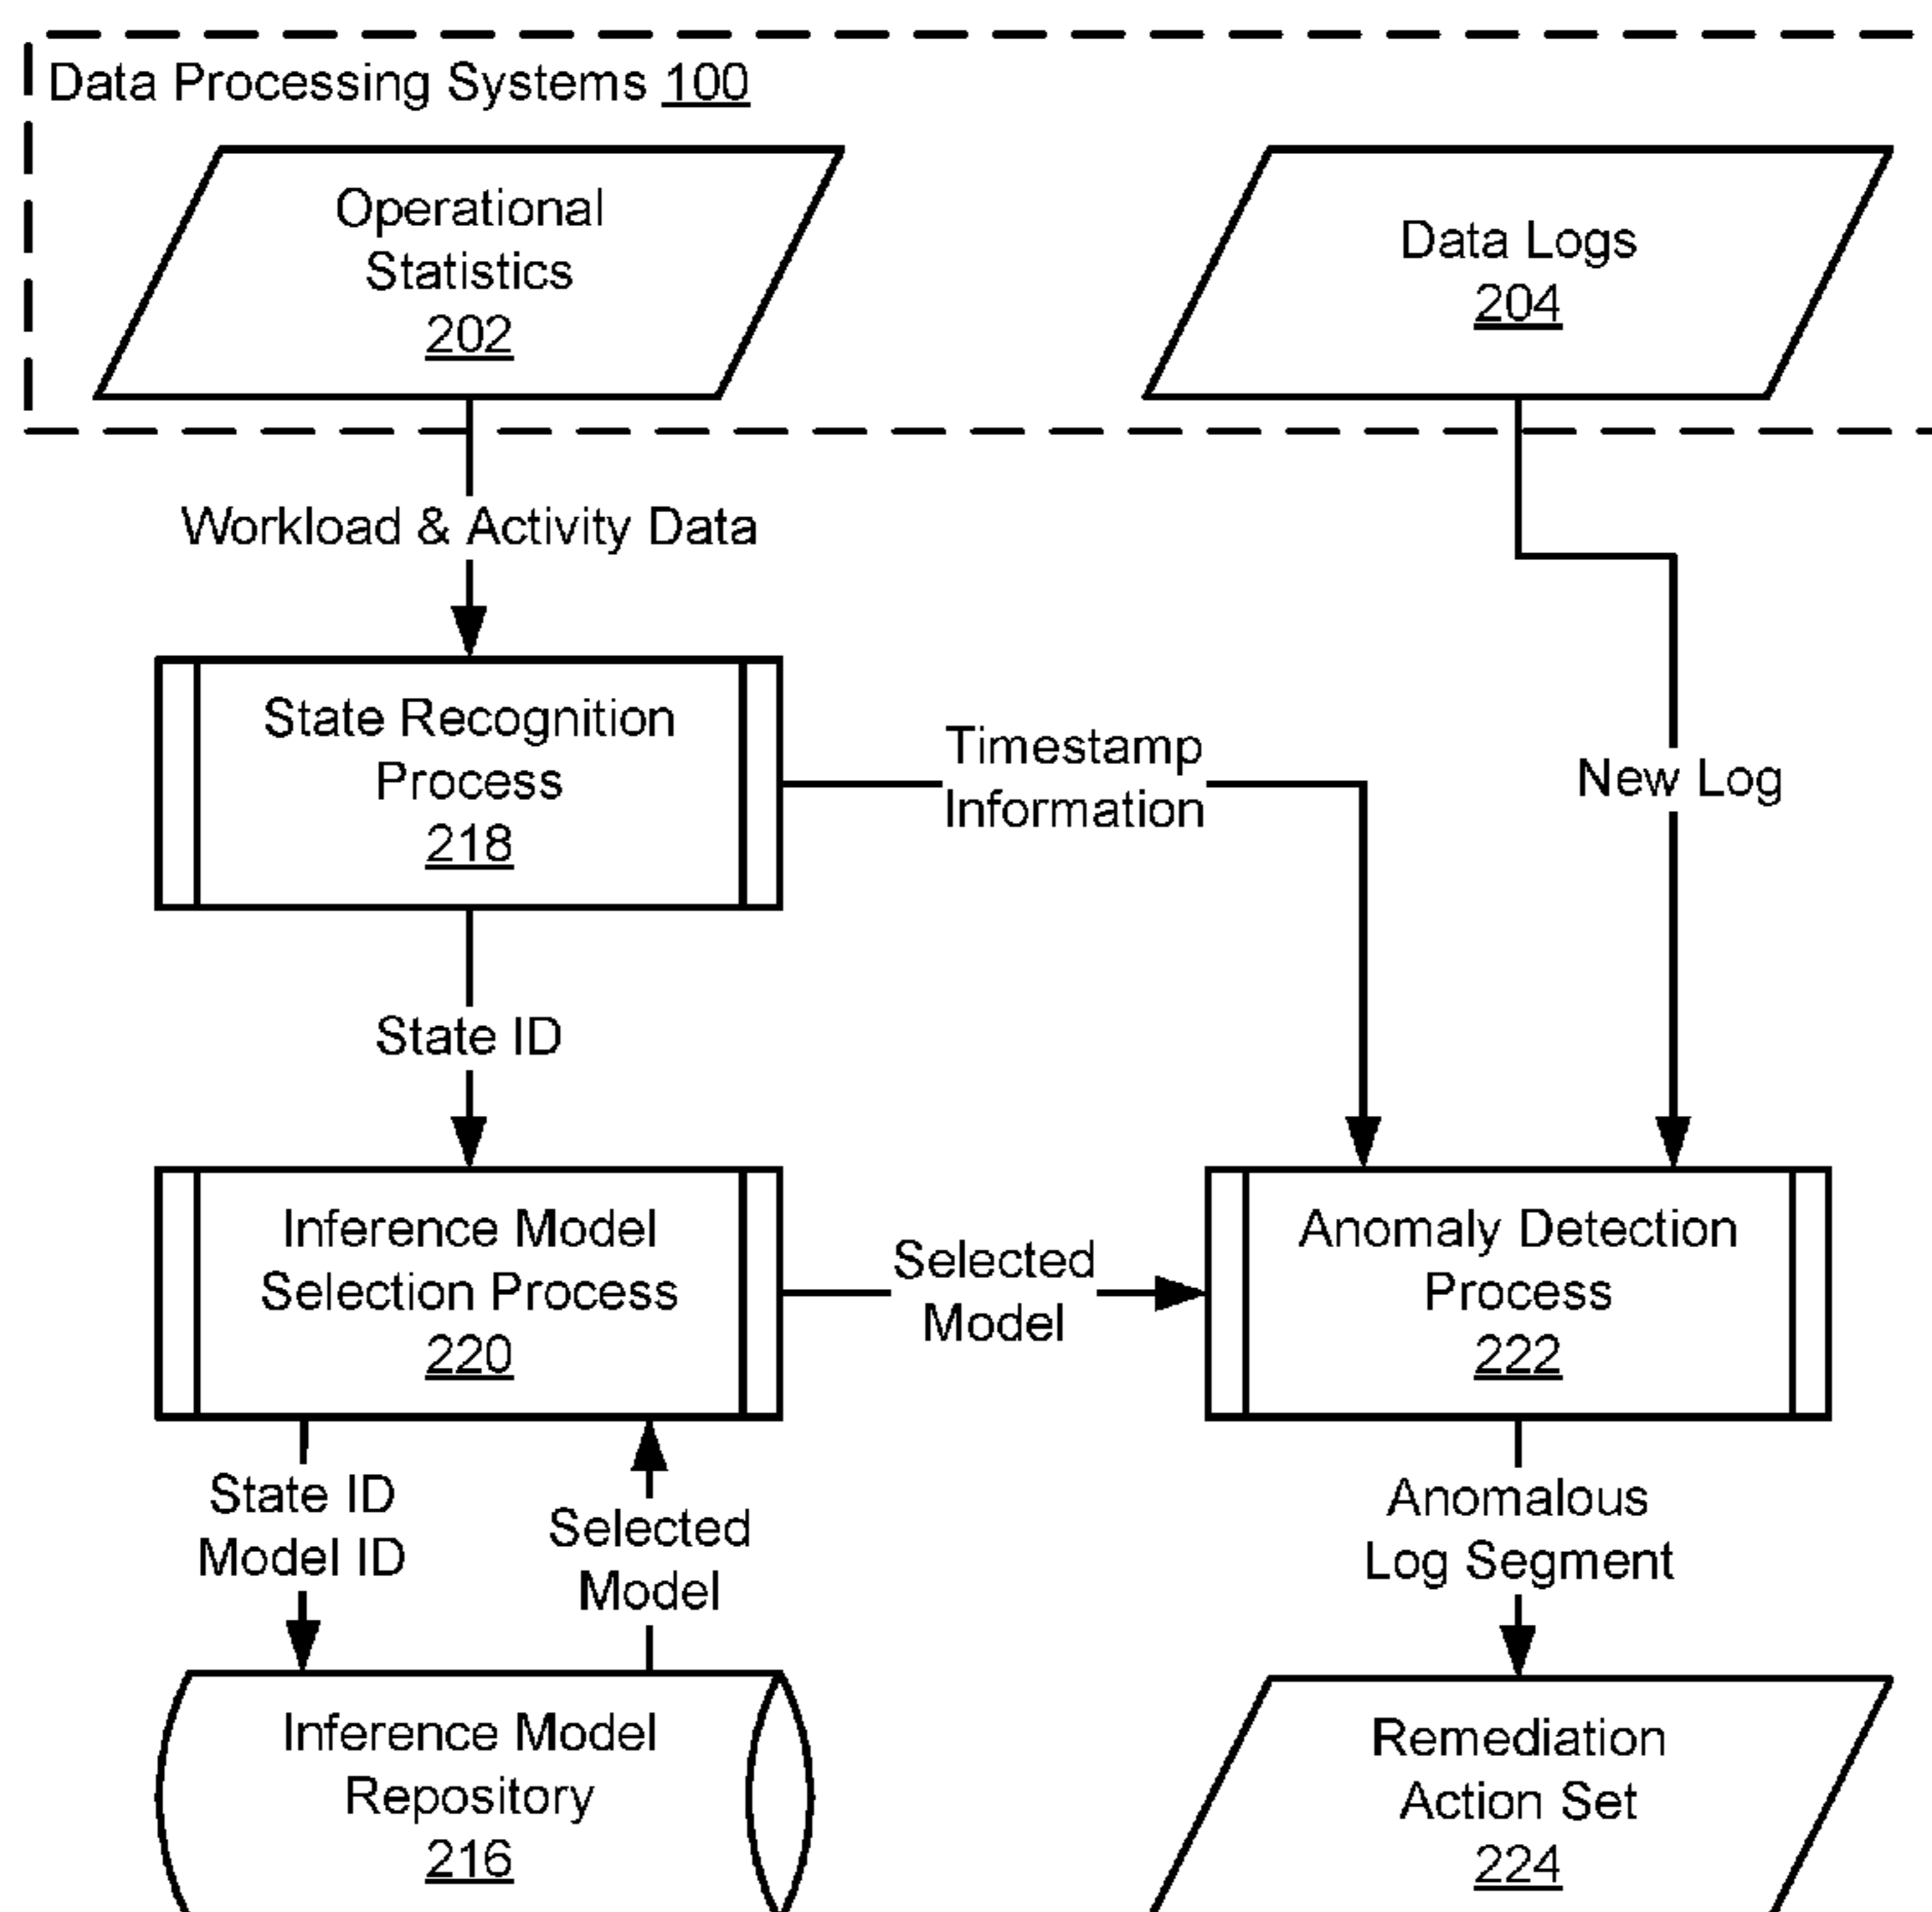 Data Processing Systems 100
Operational
Statistics
202
Data Logs
204
Workload & Activity Data
State Recognition
Process
218
Timestamp
Information
New Log
State ID
Inference Model
Selection Process
220
Selected
Model
Anomaly Detection
Process
222
State ID
Model ID
Selected
Model
Anomalous
Log Segment
Inference Model
Repository
216
Remediation
Action Set
224